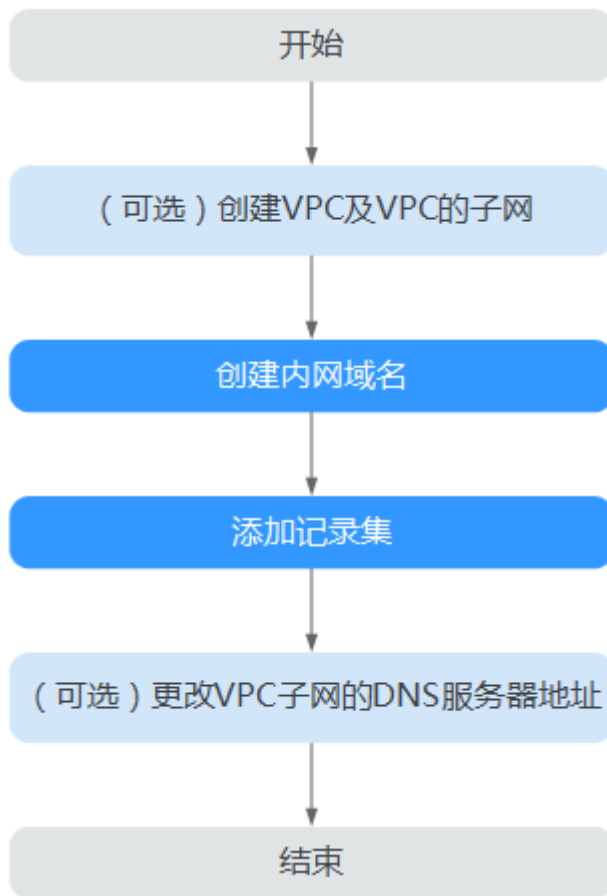 开始
（可选）创建VPC及VPC的子网
创建内网域名
添加记录集
（可选）更改VPC子网的DNS服务器地址
结束